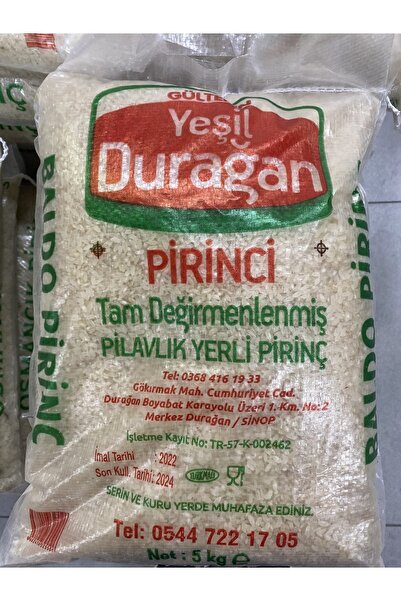 Yeşil
Durağan
PİRİNCİ
Tam Değirmenlenmiş
PİLAVLIK YERLİ PİRİNÇ
Tel: 0368 416 19 33
Gökırmak Mah. Cumhuriyet Cad.
Durağan Boyabat Karayolu Üzeri 1. Km. No: 2
Merkez Durağan / SİNOP
İşletme Kayıt No: TR-57-K-002462
İmal Tarihi : 2022
Son Kull. Tarihi: 2024
SERİN VE KURU YERDE MUHAFAZA EDİNİZ.
Tel: 0544 722 17 05
Net : 5 kg e
BALDO PİRİNÇ
BALDO PİRİNÇ